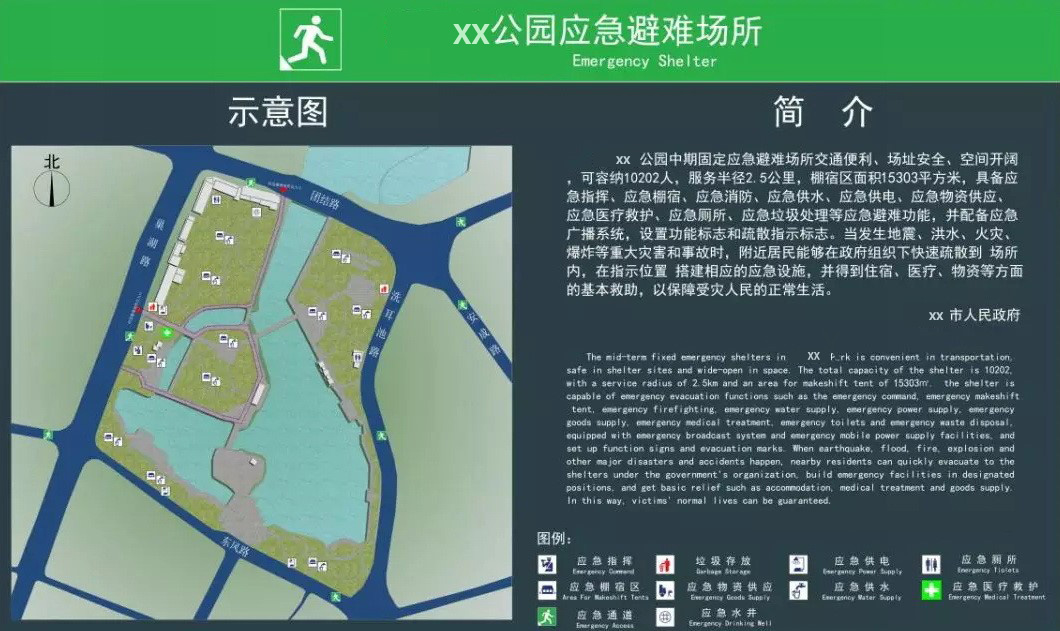 xx公园应急避难场所
Emergency Shelter
示意图
北
团结路
巢湖路
洗耳池路
安成路
东风路
简 介
xx 公园中期固定应急避难场所交通便利、场址安全、空间开阔
，可容纳10202人，服务半径2.5公里，棚宿区面积15303平方米，具备应
急指挥、应急棚宿、应急消防、应急供水、应急供电、应急物资供应、
应急医疗救护、应急厕所、应急垃圾处理等应急避难功能，并配备应急
广播系统，设置功能标志和疏散指示标志。当发生地震、洪水、火灾、
爆炸等重大灾害和事故时，附近居民能够在政府组织下快速疏散到 场所
内，在指示位置 搭建相应的应急设施，并得到住宿、医疗、物资等方面
的基本救助，以保障受灾人民的正常生活。
xx 市人民政府
The mid-term fixed emergency shelters in XX is convenient in transportation,
safe in shelter sites and wide-open in space. The total capacity of the shelter is 10202,
with a service radius of 2.5km and an area for makeshift tent of 15303㎡. the shelter is
capable of emergency evacuation functions such as the emergency command, emergency makeshift
tent, emergency firefighting, emergency water supply, emergency power supply, emergency
goods supply, emergency medical treatment, emergency toilets and emergency waste disposal,
equipped with emergency broadcast system and emergency mobile power supply facilities, and
set up function signs and evacuation marks. When earthquake, flood, fire, explosion and
other major disasters and accidents happen, nearby residents can quickly evacuate to the
shelters under the government's organization, build emergency facilities in designated
positions, and get basic relief such as accommodation, medical treatment and goods supply.
In this way, victims' normal lives can be guaranteed.
图例：
应急指挥
Emergency Command
垃圾存放
Garbage Storage
应急供电
Emergency Power Supply
应急厕所
Emergency Tiolets
应急棚宿区
Area For Makeshift Tents
应急物资供应
Emergency Goods Supply
应急供水
Emergency Water Supply
应急医疗救护
Emergency Medical Treatment
应急通道
Emergency Access
应急水井
Emergency Drinking Well